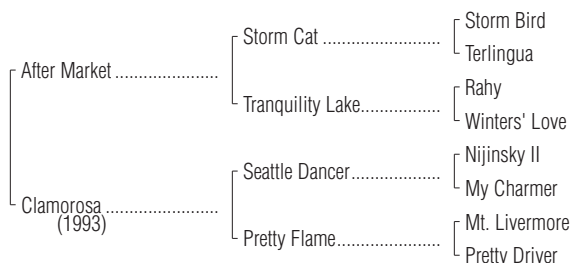 Storm Bird
Storm Cat ........................................
Terlingua
After Market ...................................
Rahy
Tranquility Lake...........................
Winters' Love
Nijinsky II
Seattle Dancer..............................
My Charmer
Clamorosa ......................................
(1993)
Mt. Livermore
Pretty Flame...................................
Pretty Driver